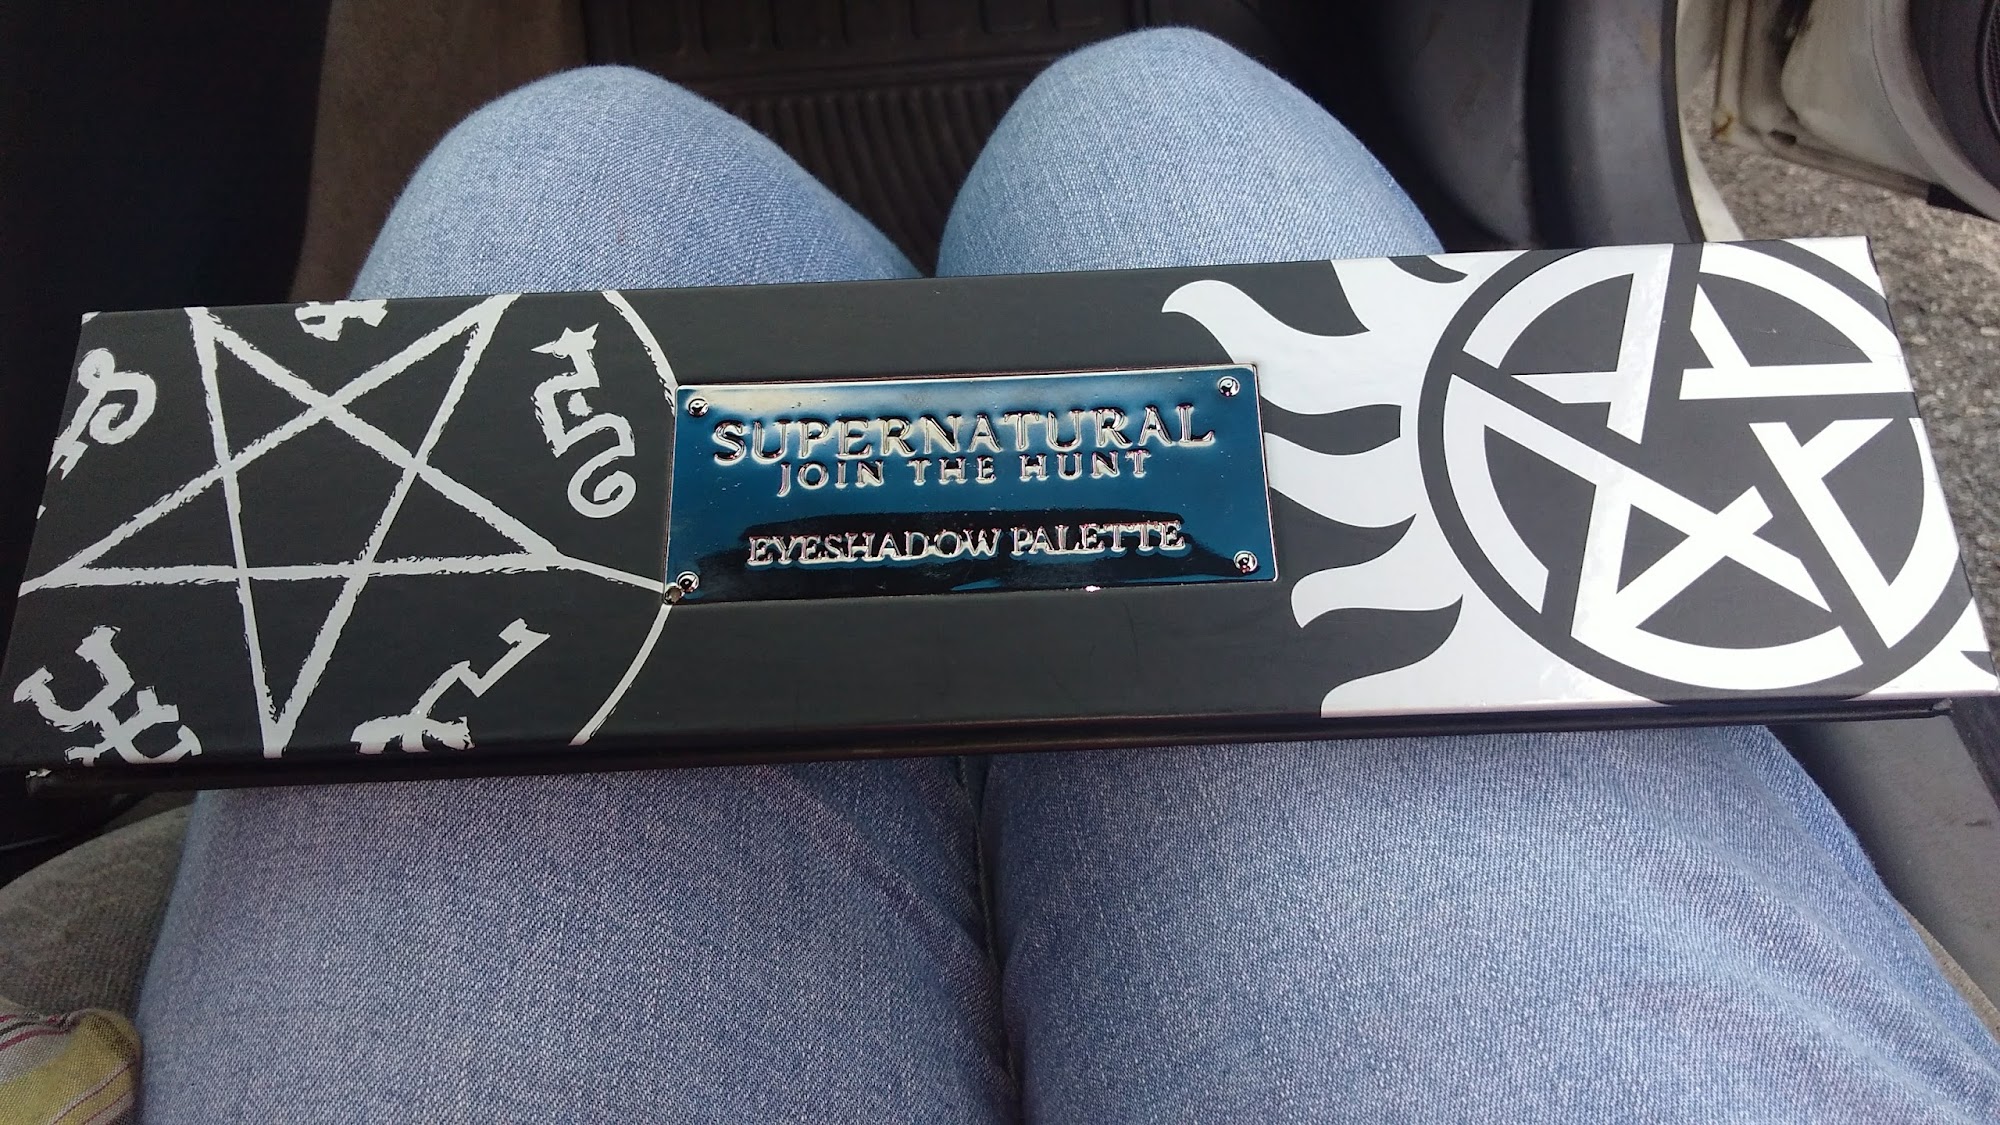 SUPERNATURAL
JOIN THE HUNT
EYESHADOW PALETTE